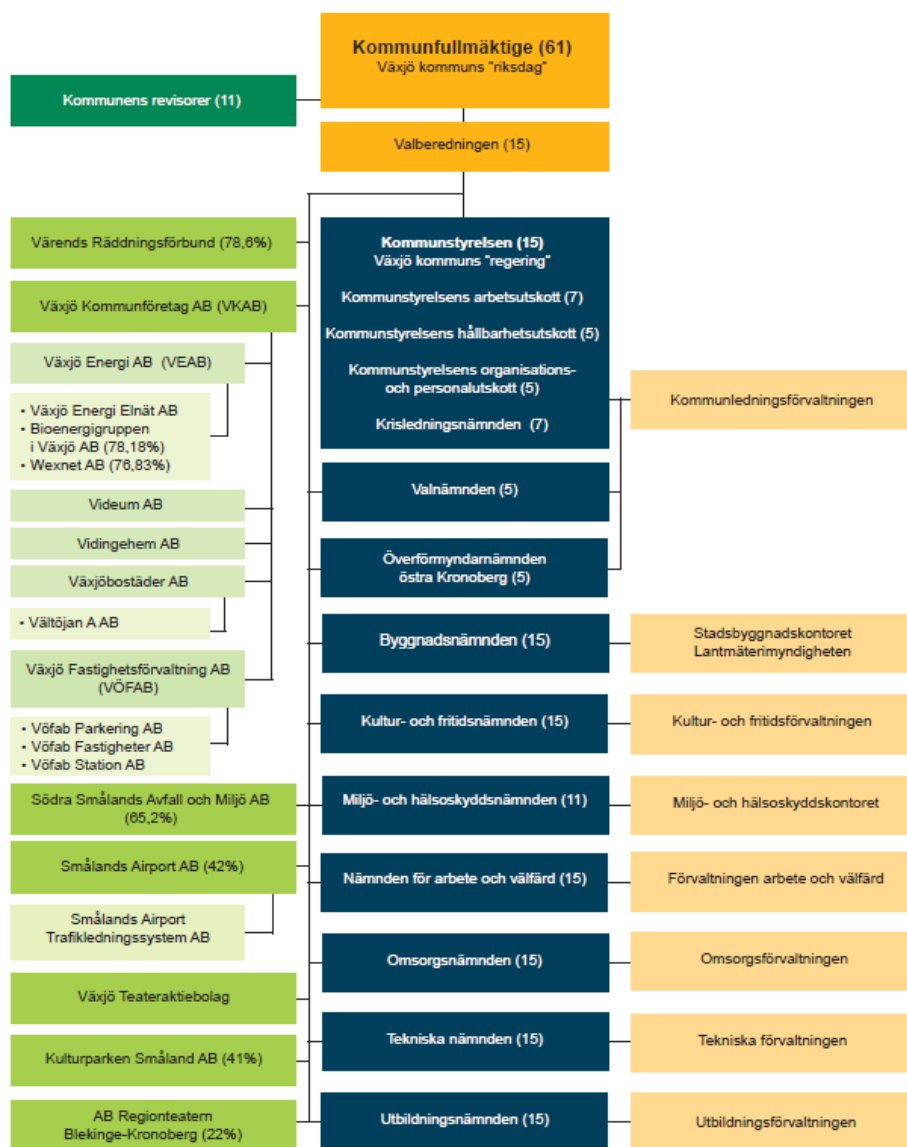 Kommunfullmäktige (61)
Växjö kommuns "riksdag"
Kommunens revisorer (11)
Valberedningen (15)
Värends Räddningsförbund (78,6%)
Växjö Kommunföretag AB (VKAB)
Växjö Energi AB (VEAB)
• Växjö Energi Elnät AB
• Bioenergigruppen
i Växjö AB (78,18%)
• Wexnet AB (76,83%)
Videum AB
Vidingehem AB
Växjöbostäder AB
• Vältöjan A AB
Växjö Fastighetsförvaltning AB
(VÖFAB)
• Vöfab Parkering AB
• Vöfab Fastigheter AB
• Vöfab Station AB
Södra Smålands Avfall och Miljö AB
(65,2%)
Smålands Airport AB (42%)
Smålands Airport
Trafikledningssystem AB
Växjö Teateraktiebolag
Kulturparken Småland AB (41%)
AB Regionteatern
Blekinge-Kronoberg (22%)
Kommunstyrelsen (15)
Växjö kommuns "regering"
Kommunstyrelsens arbetsutskott (7)
Kommunstyrelsens hållbarhetsutskott (5)
Kommunstyrelsens organisations-
och personalutskott (5)
Krisledningsnämnden (7)
Valnämnden (5)
Överförmyndarnämnden
östra Kronoberg (5)
Byggnadsnämnden (15)
Kultur- och fritidsnämnden (15)
Miljö- och hälsoskyddsnämnden (11)
Nämnden för arbete och välfärd (15)
Omsorgsnämnden (15)
Tekniska nämnden (15)
Utbildningsnämnden (15)
Kommunledningsförvaltningen
Stadsbyggnadskontoret
Lantmäterimyndigheten
Kultur- och fritidsförvaltningen
Miljö- och hälsoskyddskontoret
Förvaltningen arbete och välfärd
Omsorgsförvaltningen
Tekniska förvaltningen
Utbildningsförvaltningen